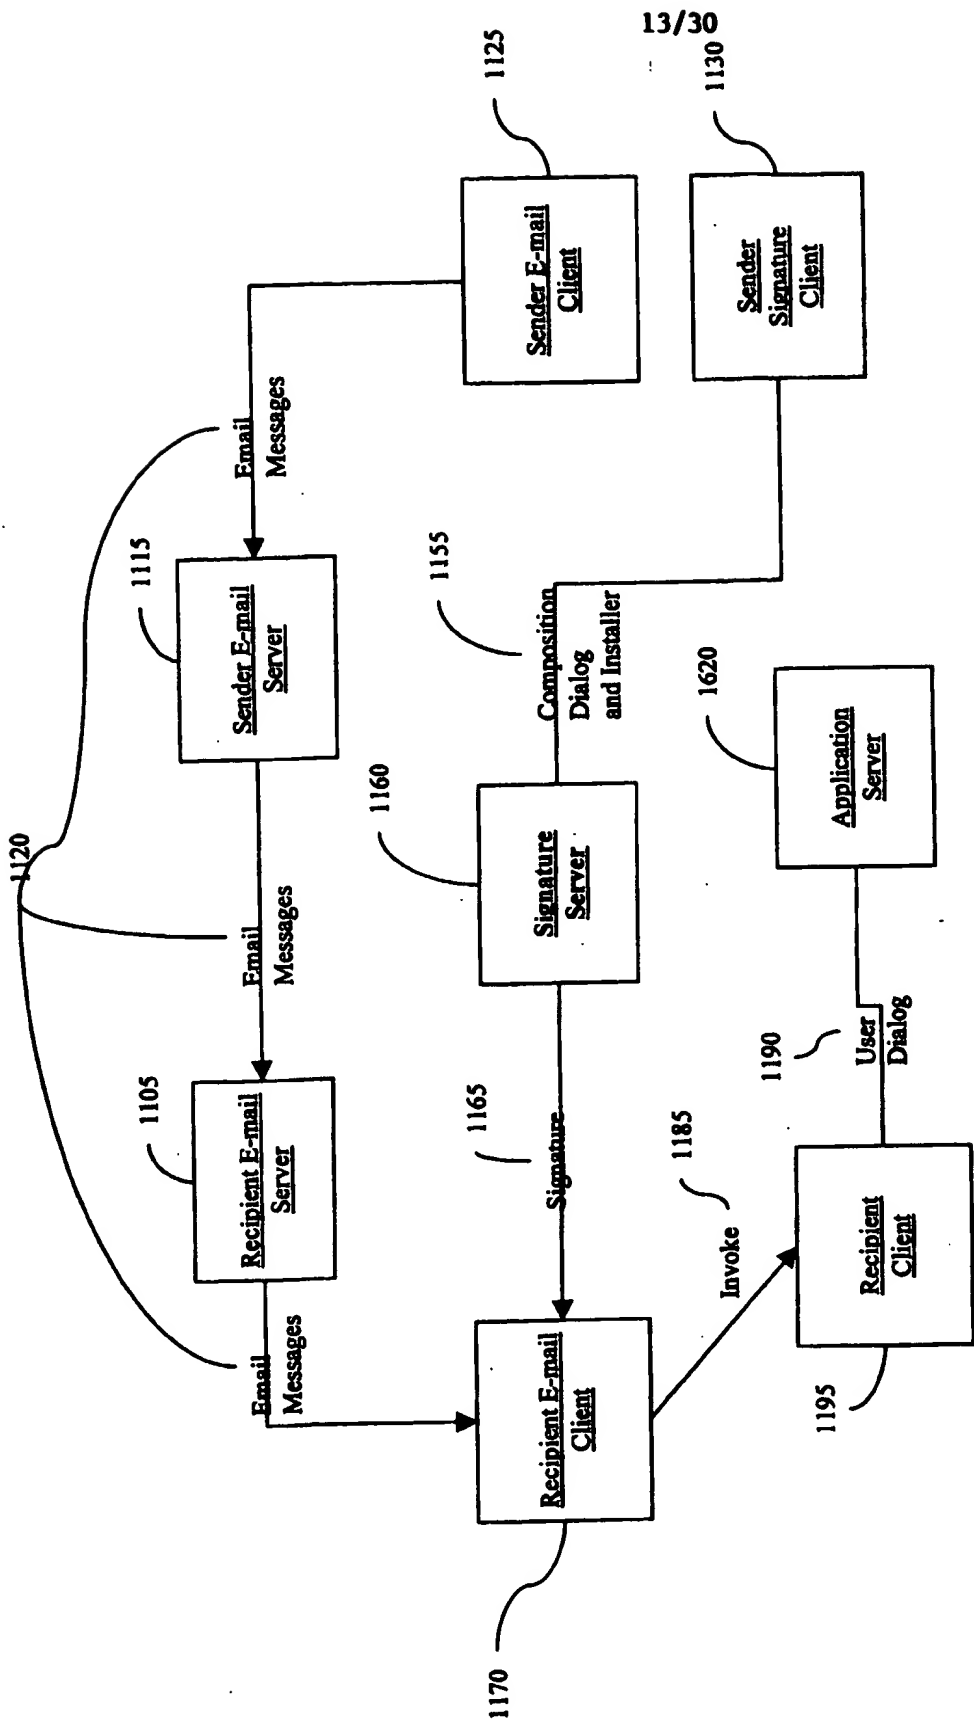 13/30
1120
1170
Recipient E-mail
Client
Email
Messages
1105
Recipient E-mail
Server
Email
Messages
1115
Sender E-mail
Server
Email
Messages
1125
Sender E-mail
Client
1165
Signature
1160
Signature
Server
1155
Composition
Dialog
and Installer
1130
Sender
Signature
Client
1185
Invoke
1195
Recipient
Client
1190
User
Dialog
1620
Application
Server